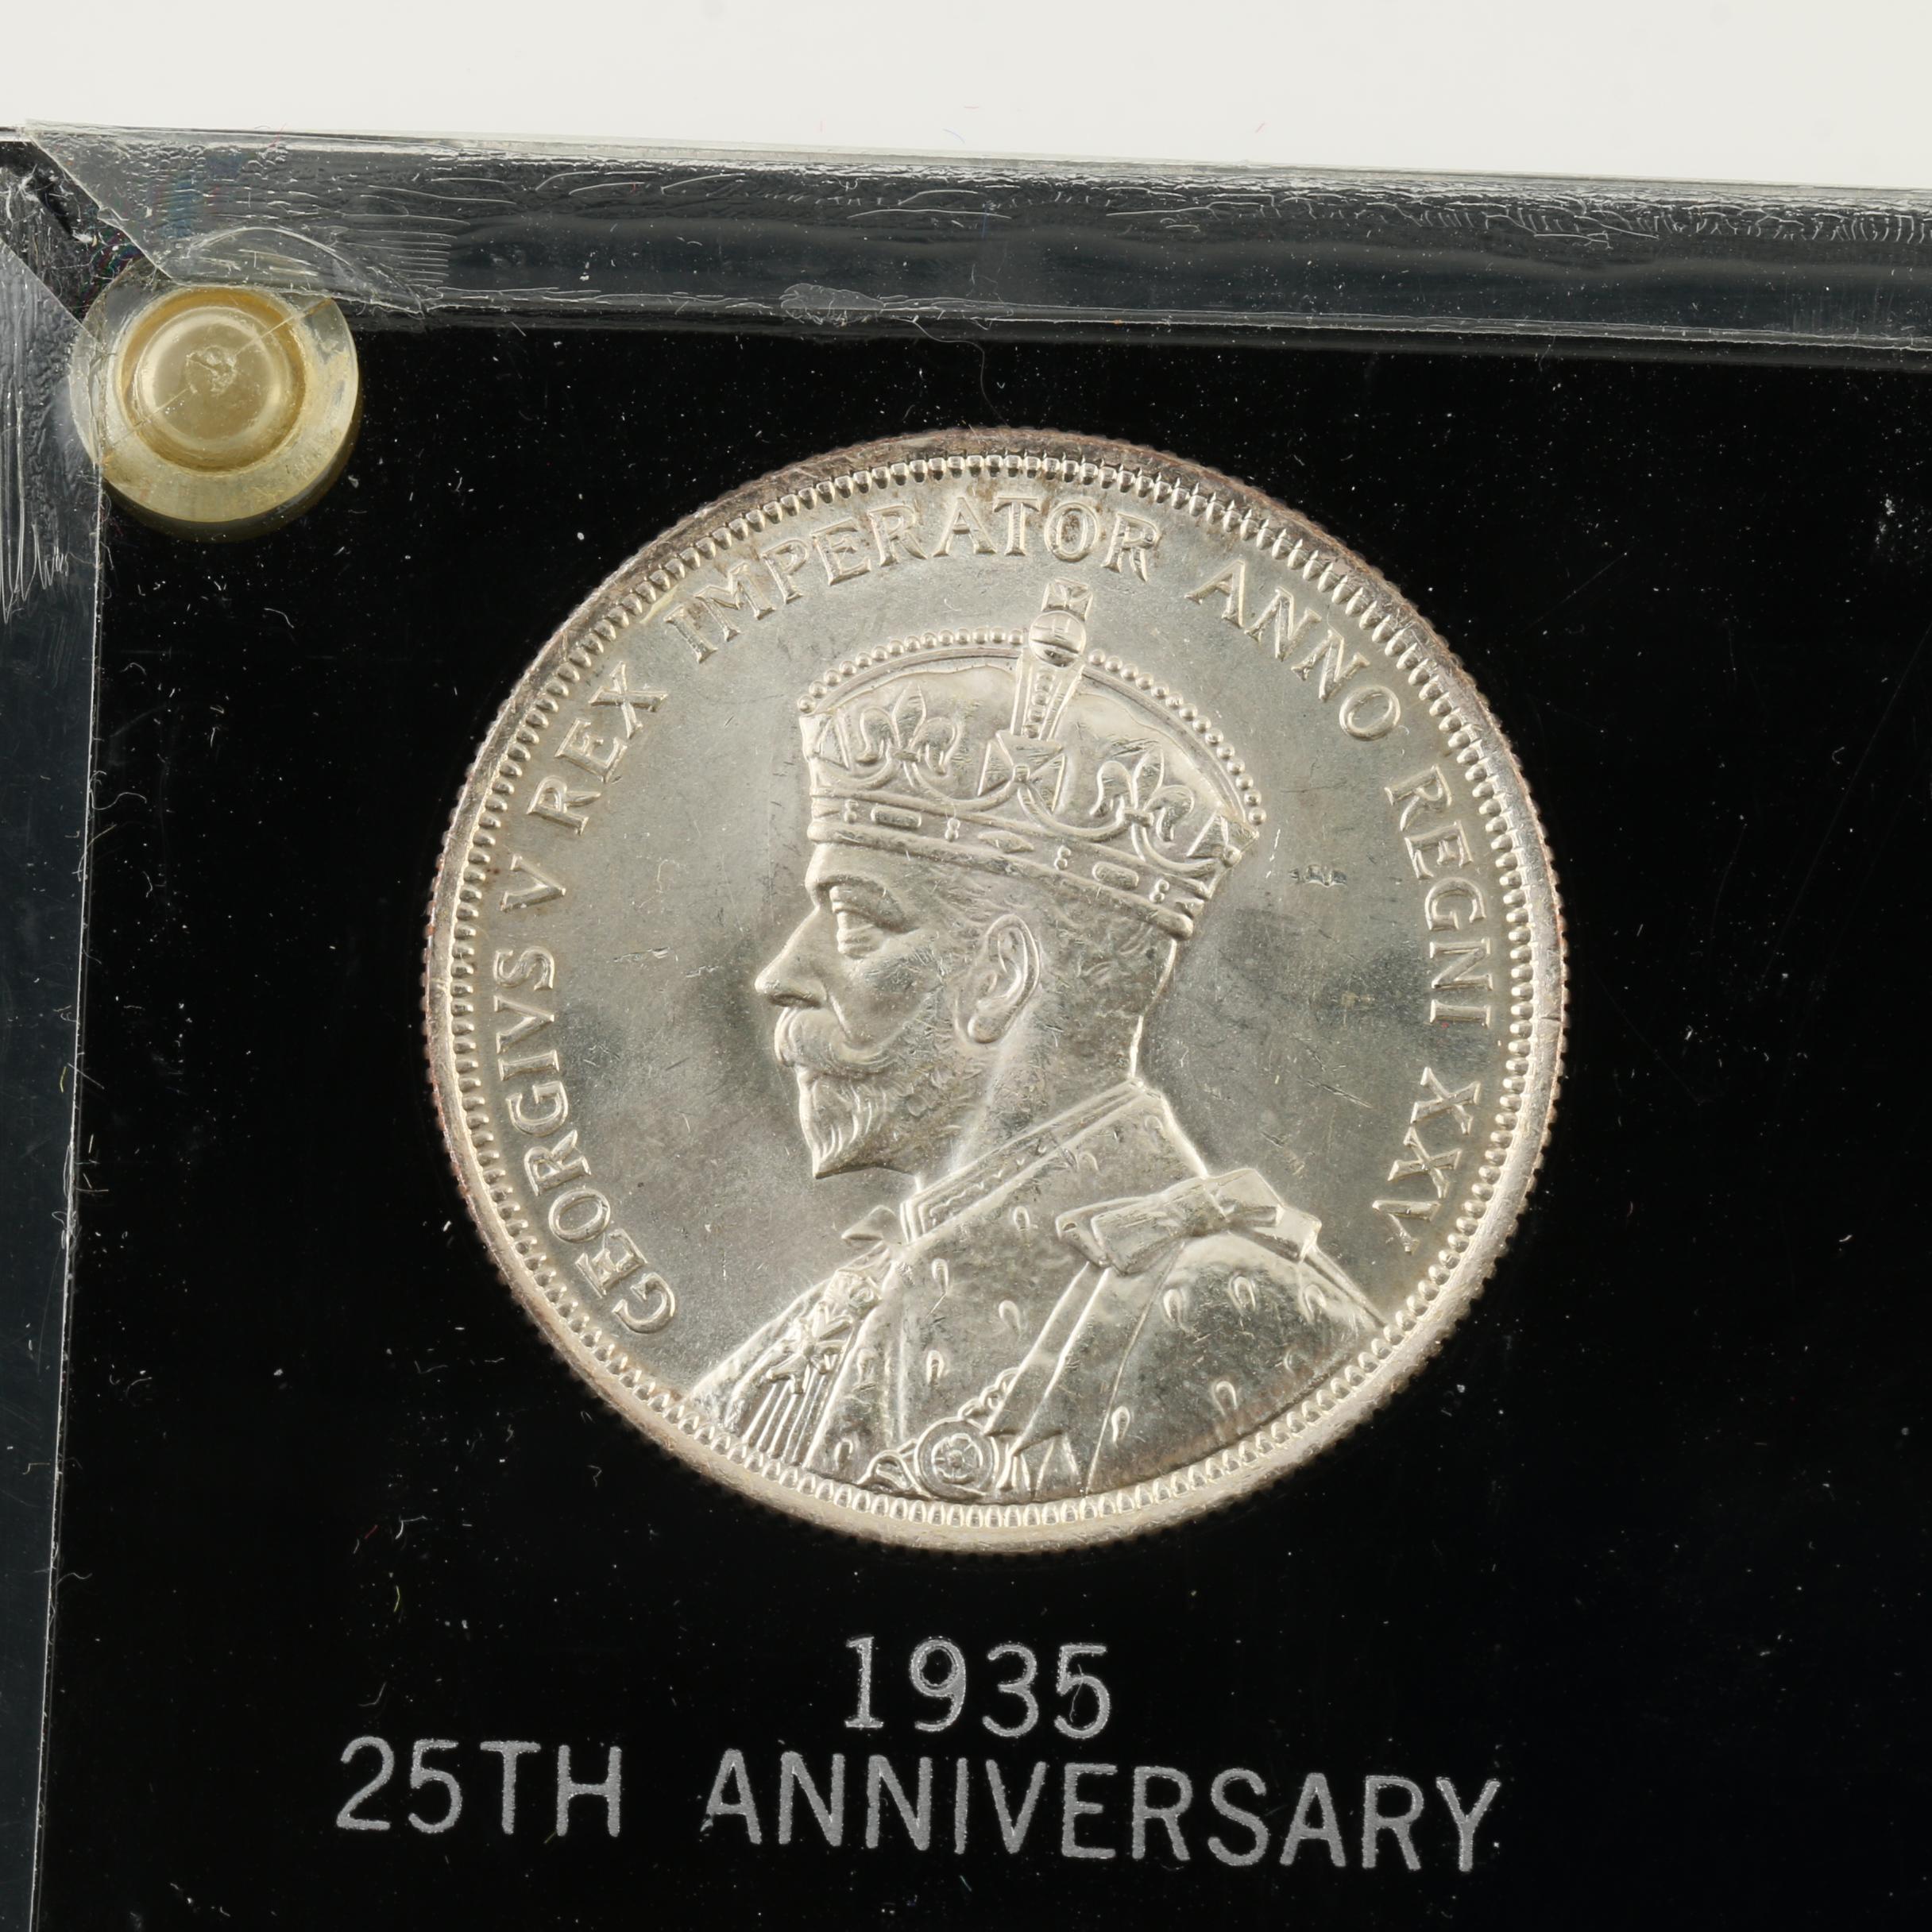 GEORGIVS V REX IMPERATOR ANNO REGNI XXV
1935
25TH ANNIVERSARY